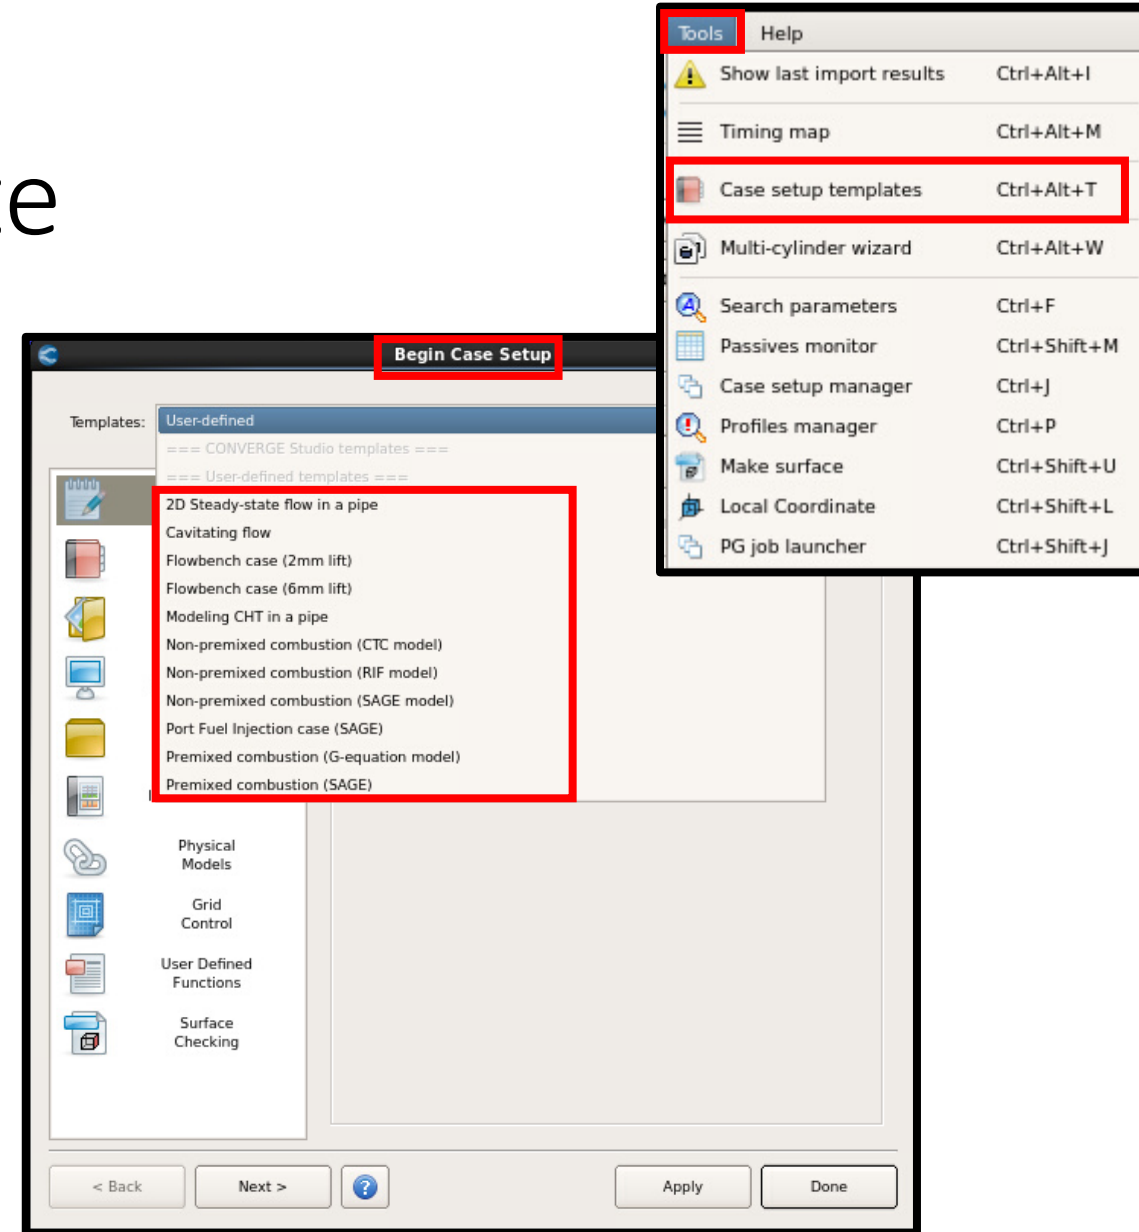 Tools Help
Show last import results Ctrl+Alt+I
Timing map Ctrl+Alt+M
Case setup templates Ctrl+Alt+T
Multi-cylinder wizard Ctrl+Alt+W
Search parameters Ctrl+F
Passives monitor Ctrl+Shift+M
Case setup manager Ctrl+J
Profiles manager Ctrl+P
Make surface Ctrl+Shift+U
Local Coordinate Ctrl+Shift+L
PG job launcher Ctrl+Shift+J
Begin Case Setup
Templates: User-defined
=== CONVERGE Studio templates ===
=== User-defined templates ===
2D Steady-state flow in a pipe
Cavitating flow
Flowbench case (2mm lift)
Flowbench case (6mm lift)
Modeling CHT in a pipe
Non-premixed combustion (CTC model)
Non-premixed combustion (RIF model)
Non-premixed combustion (SAGE model)
Port Fuel Injection case (SAGE)
Premixed combustion (G-equation model)
Premixed combustion (SAGE)
Physical
Models
Grid
Control
User Defined
Functions
Surface
Checking
< Back Next > ? Apply Done